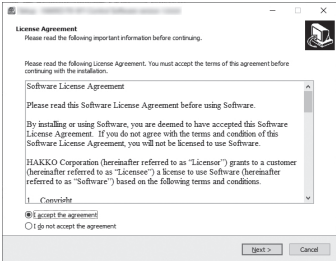 License Agreement
Please read the following important information before continuing.
Please read the following License Agreement. You must accept the terms of this agreement before
continuing with the installation.
Software License Agreement
Please read this Software License Agreement before using Software.
By installing or using Software, you are deemed to have accepted this Software
License Agreement.  If you do not agree with the terms and condition of this
Software License Agreement, you will not be licensed to use Software.
HAKKO Corporation (hereinafter referred to as “Licensor”) grants to a customer
(hereinafter referred to as “Licensee”) a license to use Software (hereinafter
referred to as “Software”) based on the following terms and conditions.
1  Copyright
I accept the agreement
I do not accept the agreement
Next >
Cancel